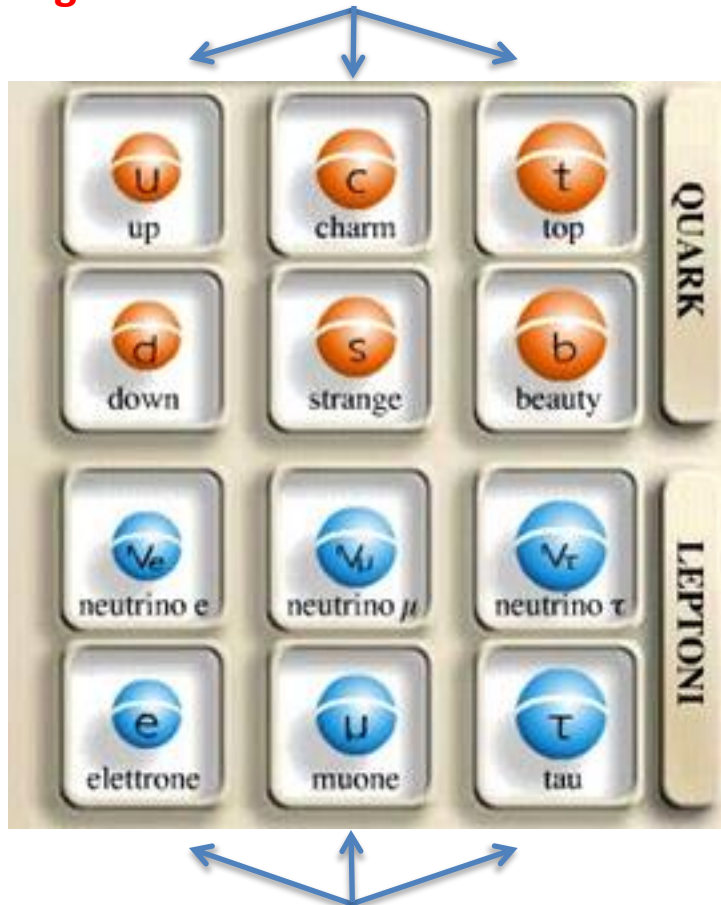 g
u c t
up charm top
QUARK
d s b
down strange beauty
νe νμ ντ
neutrino e neutrino μ neutrino τ
LEPTONI
e μ τ
elettrone muone tau